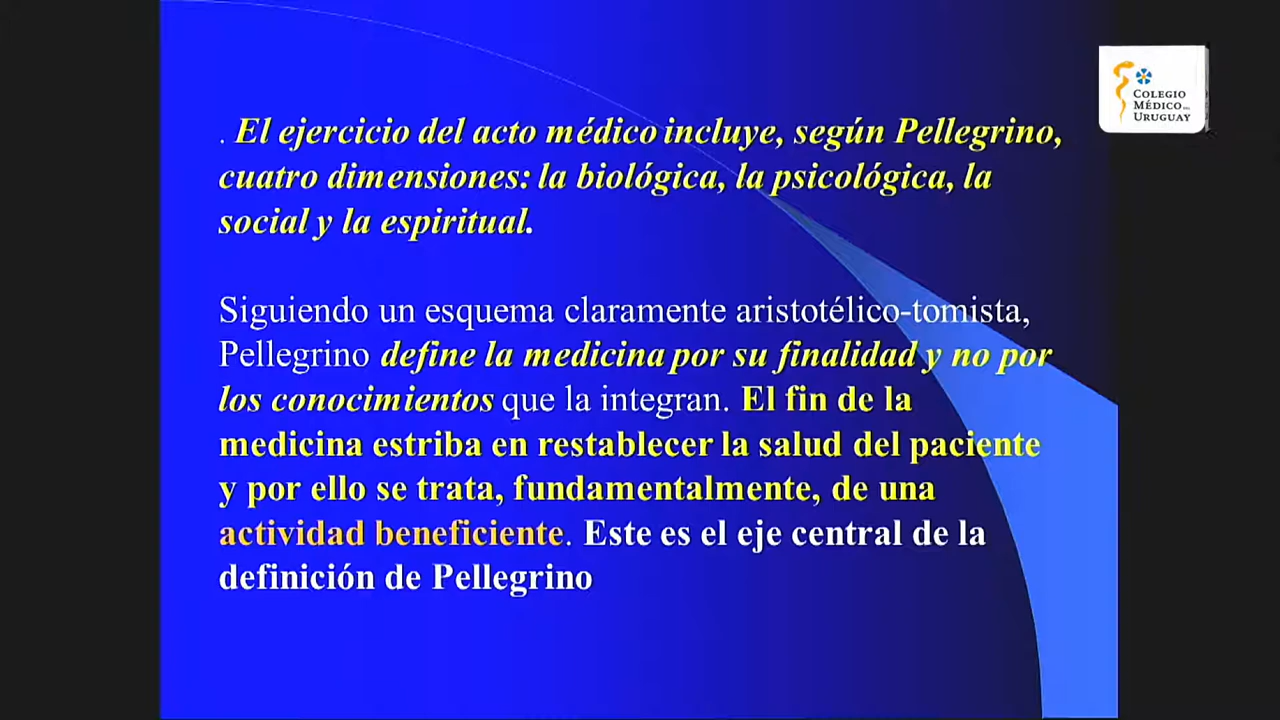 . El ejercicio del acto médico incluye, según Pellegrino,
cuatro dimensiones: la biológica, la psicológica, la
social y la espiritual.
Siguiendo un esquema claramente aristotélico-tomista,
Pellegrino define la medicina por su finalidad y no por
los conocimientos que la integran. El fin de la
medicina estriba en restablecer la salud del paciente
y por ello se trata, fundamentalmente, de una
actividad beneficiente. Este es el eje central de la
definición de Pellegrino
COLEGIO
MÉDICO DEL
URUGUAY